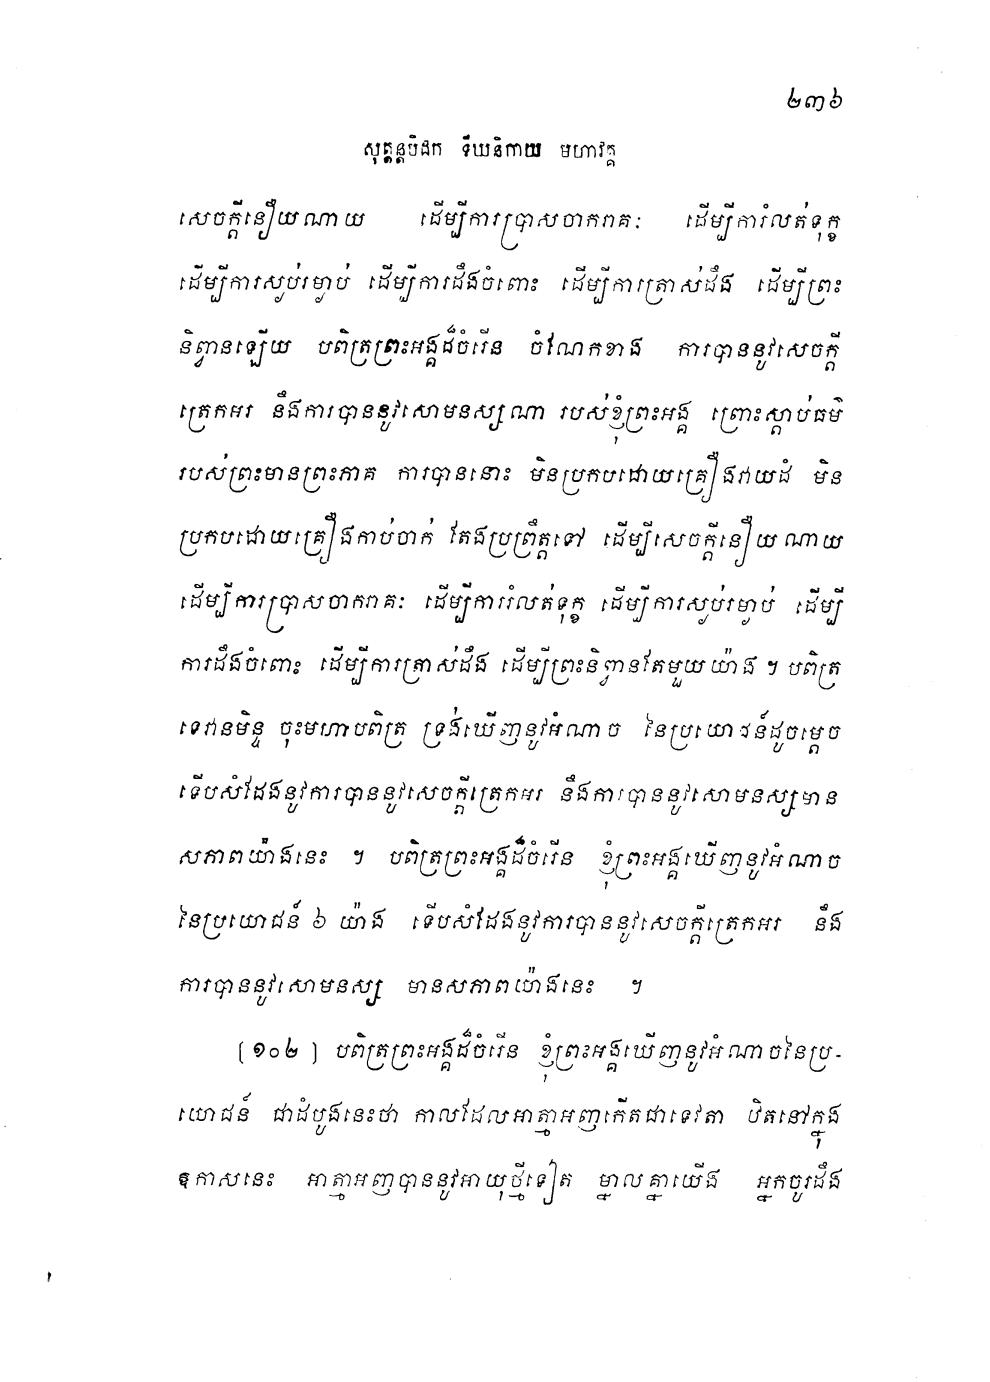 ២៣៦
សុត្តន្តបិដក ទីឃនិកាយ មហាវគ្គ
សេចក្តីនឿយណាយ ដើម្បីការប្រាសចាករាគៈ ដើម្បីការំលត់ទុក្ខ
ដើម្បីការស្ងប់រម្ងាប់ ដើម្បីការដឹងចំពោះ ដើម្បីការត្រាស់ដឹង ដើម្បីព្រះ
និព្វានឡើយ បពិត្រព្រះអង្គដ៏ចំរើន ចំណែកខាង ការបាននូវសេចក្តី
ត្រេកអរ នឹងការបាននូវសោមនស្សណា របស់ខ្ញុំព្រះអង្គ ព្រោះស្តាប់ធម៌
របស់ព្រះមានព្រះភាគ ការបាននោះ មិនប្រកបដោយគ្រឿងវាយដំ មិន
ប្រកបដោយគ្រឿងកាប់ចាក់ តែងប្រព្រឹត្តទៅ ដើម្បីសេចក្តីនឿយណាយ
ដើម្បីការប្រាសចាករាគៈ ដើម្បីការរំលត់ទុក្ខ ដើម្បីការស្ងប់រម្ងាប់ ដើម្បី
ការដឹងចំពោះ ដើម្បីការត្រាស់ដឹង ដើម្បីព្រះនិព្វានតែមួយយ៉ាង ។ បពិត្រ
ទេវានមិន្ទ ចុះមហាបពិត្រ ទ្រង់ឃើញនូវអំណាច នៃប្រយោជន៍ដូចម្តេច
ទើបសំដែងនូវការបាននូវសេចក្តីត្រេកអរ នឹងការបាននូវសោមនស្សមាន
សភាពយ៉ាងនេះ ។ បពិត្រព្រះអង្គដ៏ចំរើន ខ្ញុំព្រះអង្គឃើញនូវអំណាច
នៃប្រយោជន៍ ៦ យ៉ាង ទើបសំដែងនូវការបាននូវសេចក្តីត្រេកអរ នឹង
ការបាននូវសោមនស្ស មានសភាពយ៉ាងនេះ ។
[១០២] បពិត្រព្រះអង្គដ៏ចំរើន ខ្ញុំព្រះអង្គឃើញនូវអំណាចនៃប្រ-
យោជន៍ ជាដំបូងនេះថា កាលដែលអាត្មាអញកើតជាទេវតា ឋិតនៅក្នុង
ឱកាសនេះ អាត្មាអញបាននូវអាយុថ្មីទៀត ម្នាលគ្នាយើង អ្នកចូរដឹង